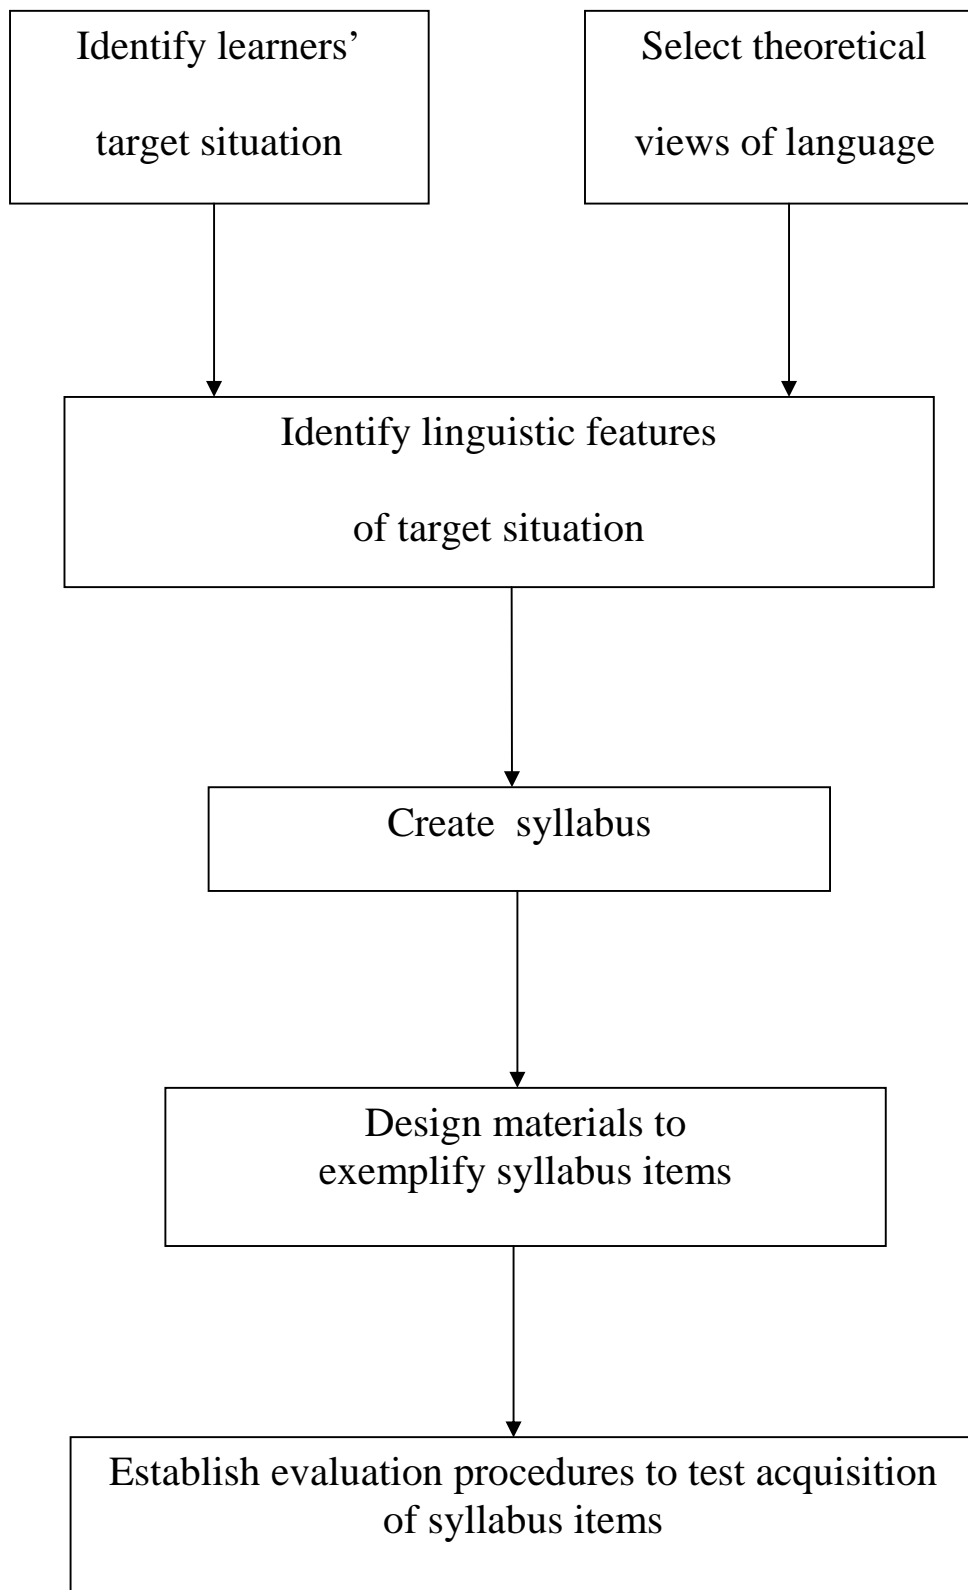 Identify learners’
target situation
Select theoretical
views of language
Identify linguistic features
of target situation
Create  syllabus
Design materials to
exemplify syllabus items
Establish evaluation procedures to test acquisition
of syllabus items